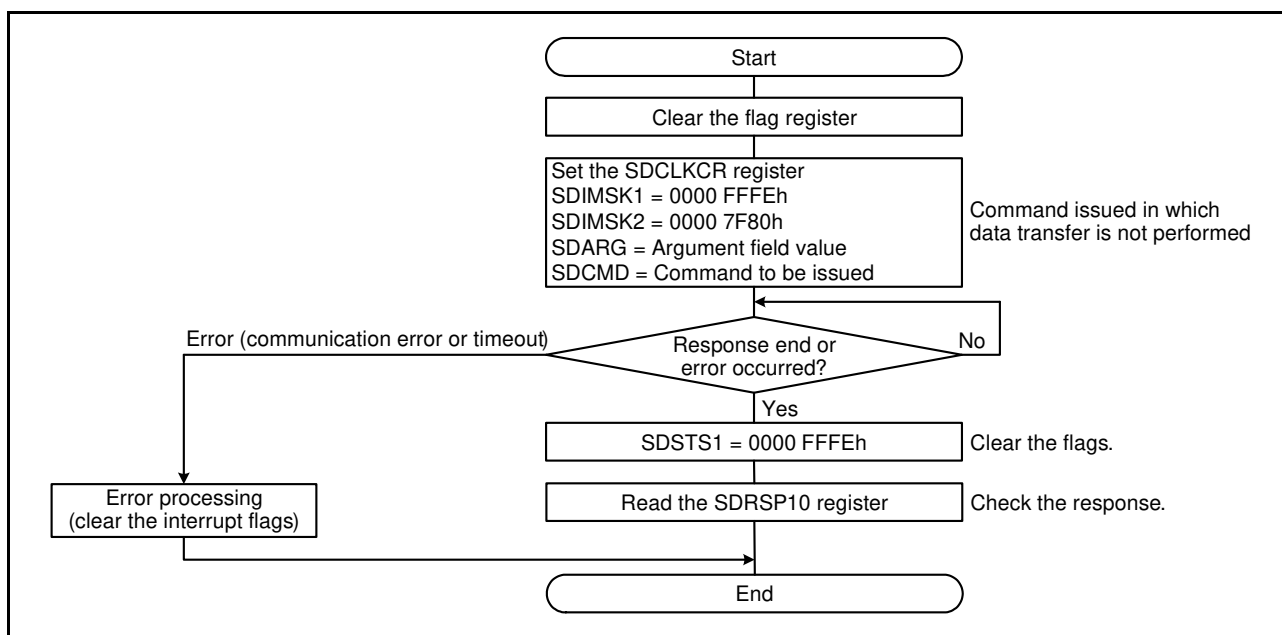 Start
Clear the flag register
Set the SDCLKCR register
SDIMSK1 = 0000 FFFEh
SDIMSK2 = 0000 7F80h
SDARG = Argument field value
SDCMD = Command to be issued
Command issued in which
data transfer is not performed
Error (communication error or timeout)
Response end or
error occurred?
No
Yes
SDSTS1 = 0000 FFFEh
Clear the flags.
Error processing
(clear the interrupt flags)
Read the SDRSP10 register
Check the response.
End